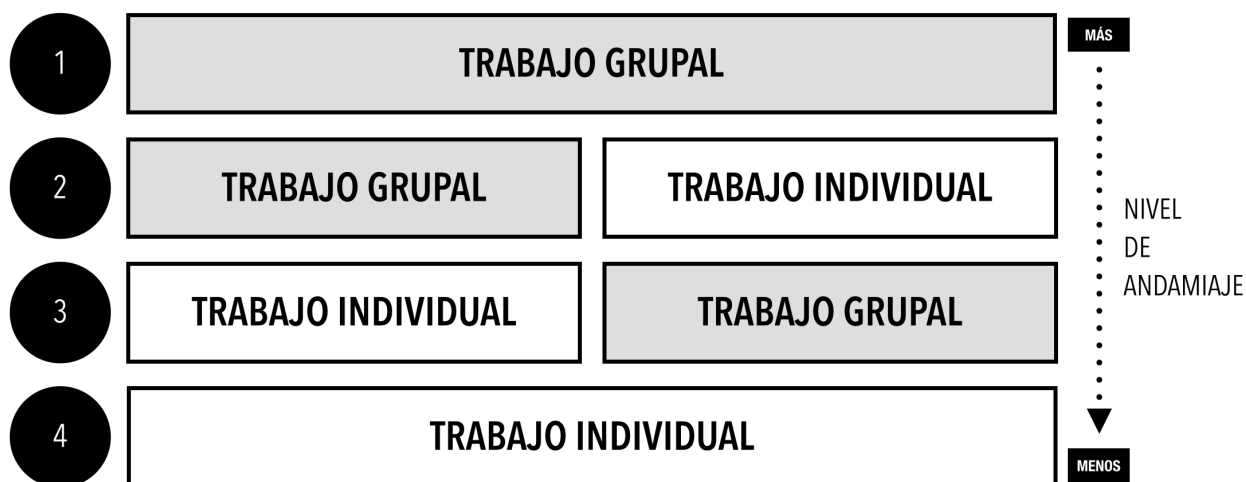 1
TRABAJO GRUPAL
MÁS
2
TRABAJO GRUPAL
TRABAJO INDIVIDUAL
NIVEL
DE
ANDAMIAJE
3
TRABAJO INDIVIDUAL
TRABAJO GRUPAL
4
TRABAJO INDIVIDUAL
MENOS